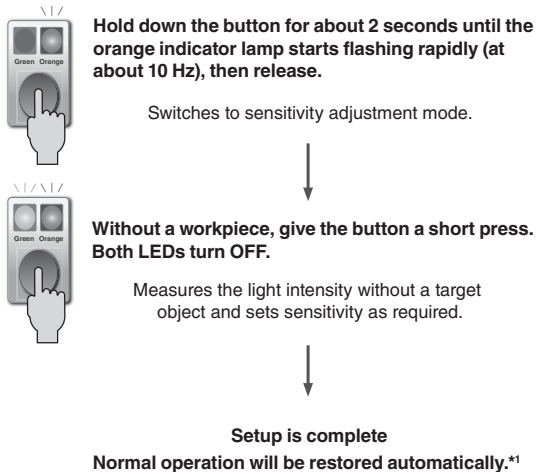 Green Orange
Hold down the button for about 2 seconds until the
orange indicator lamp starts flashing rapidly (at
about 10 Hz), then release.
Switches to sensitivity adjustment mode.
Green Orange
Without a workpiece, give the button a short press.
Both LEDs turn OFF.
Measures the light intensity without a target
object and sets sensitivity as required.
Setup is complete
Normal operation will be restored automatically.*1